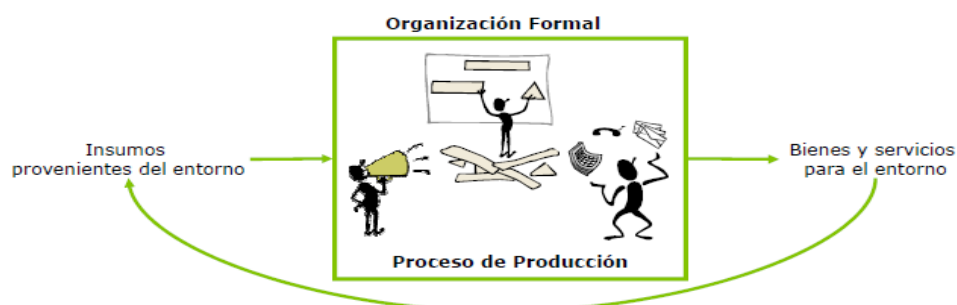 Organización Formal
Insumos
provenientes del entorno
Bienes y servicios
para el entorno
Proceso de Producción